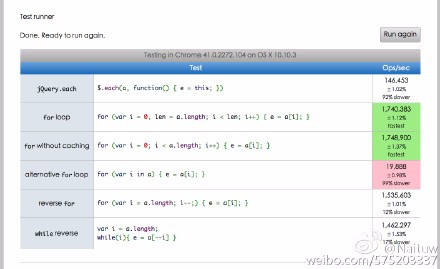 Test runner
Done. Ready to run again.
Run again
Testing in Chrome 41.0.2272.104 on OS X 10.10.3
Test
Ops/sec
jQuery.each
$.each(a, function() { e = this; })
146,453
±1.02%
92% slower
for loop
for (var i = 0, len = a.length; i < len; i++) { e = a[i]; }
1,740,383
±1.12%
fastest
for without caching
for (var i = 0; i < a.length; i++) { e = a[i]; }
1,748,900
±1.37%
fastest
alternative for loop
for (var i in a) { e = a[i]; }
19,888
±0.98%
99% slower
reverse for
for (var i = a.length; i--;) { e = a[i]; }
1,535,603
±1.01%
12% slower
while reverse
var i = a.length;
while(i){ e = a[--i] }
1,462,297
±1.53%
17% slower
@Naituw
weibo.com/575203337